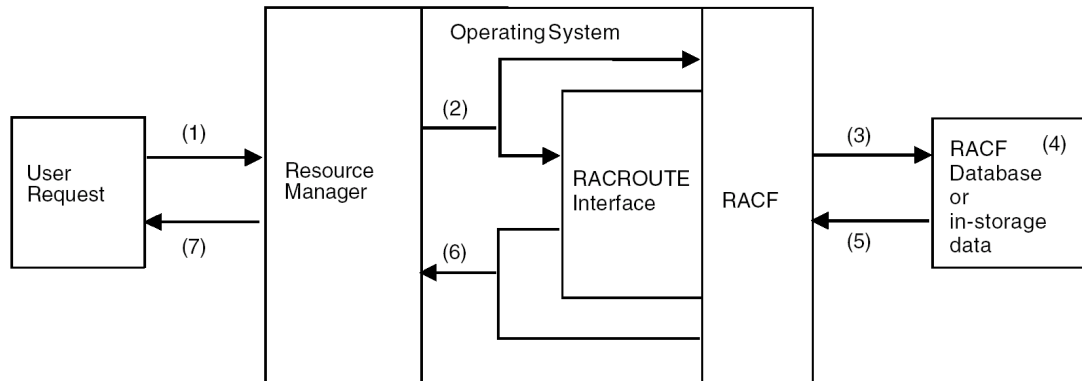 Operating System
(1)
(2)
(3)
(4)
User
Request
Resource
Manager
RACROUTE
Interface
RACF
RACF
Database
or
in-storage
data
(7)
(6)
(5)